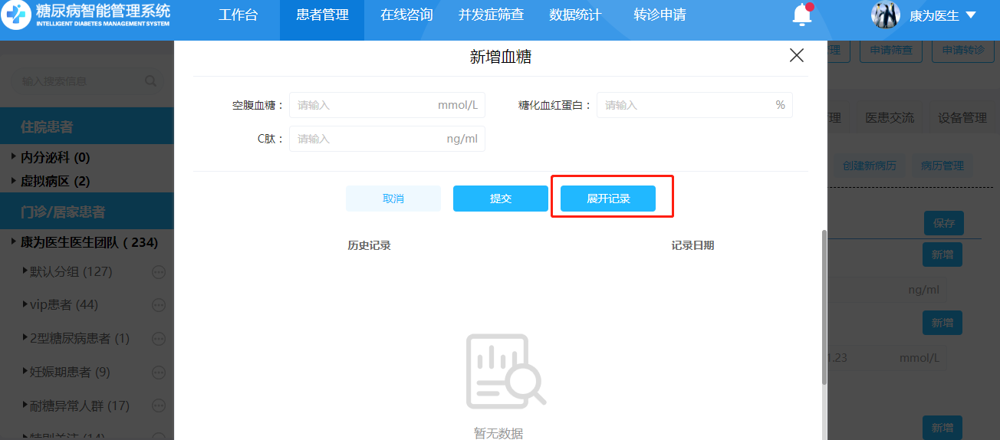 糖尿病智能管理系统
INTELLIGENT DIABETES MANAGEMENT SYSTEM
工作台 患者管理 在线咨询 并发症筛查 数据统计 转诊申请 康为医生
输入搜索信息
住院患者
内分泌科 (0)
虚拟病区 (2)
门诊/居家患者
康为医生医生团队 ( 234)
默认分组 (127)
vip患者 (44)
2型糖尿病患者 (1)
妊娠期患者 (9)
耐糖异常人群 (17)
特别关注 (14)
新增血糖
空腹血糖： 请输入 mmol/L 糖化血红蛋白： 请输入 %
C肽： 请输入 ng/ml
取消 提交 展开记录
历史记录 记录日期
暂无数据
理 申请筛查 申请转诊
理 医患交流 设备管理
创建新病历 病历管理
保存
新增
ng/ml
新增
1.23 mmol/L
新增